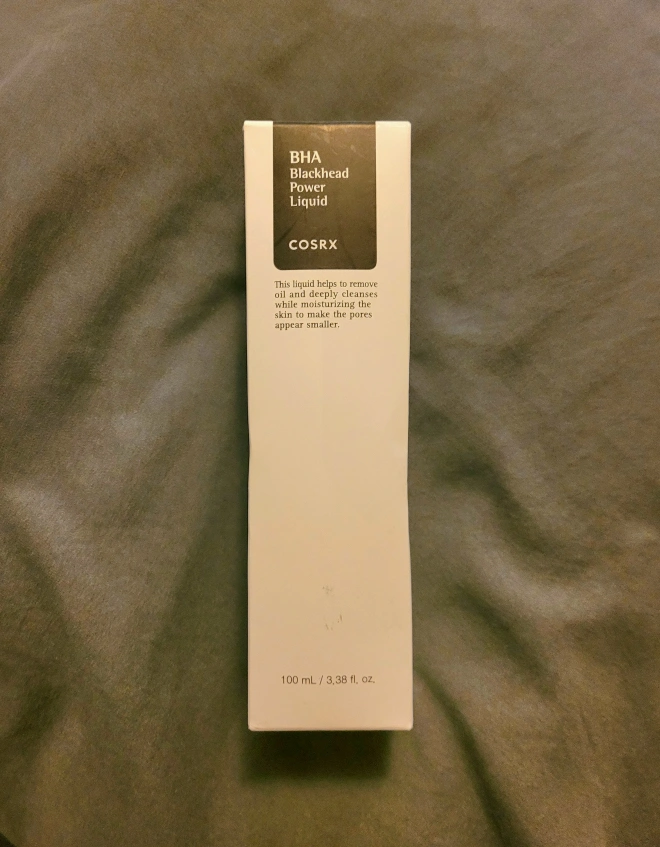 BHA
Blackhead
Power
Liquid
COSRX
This liquid helps to remove
oil and deeply cleanses
while moisturizing the
skin to make the pores
appear smaller.
100 mL / 3.38 fl. oz.